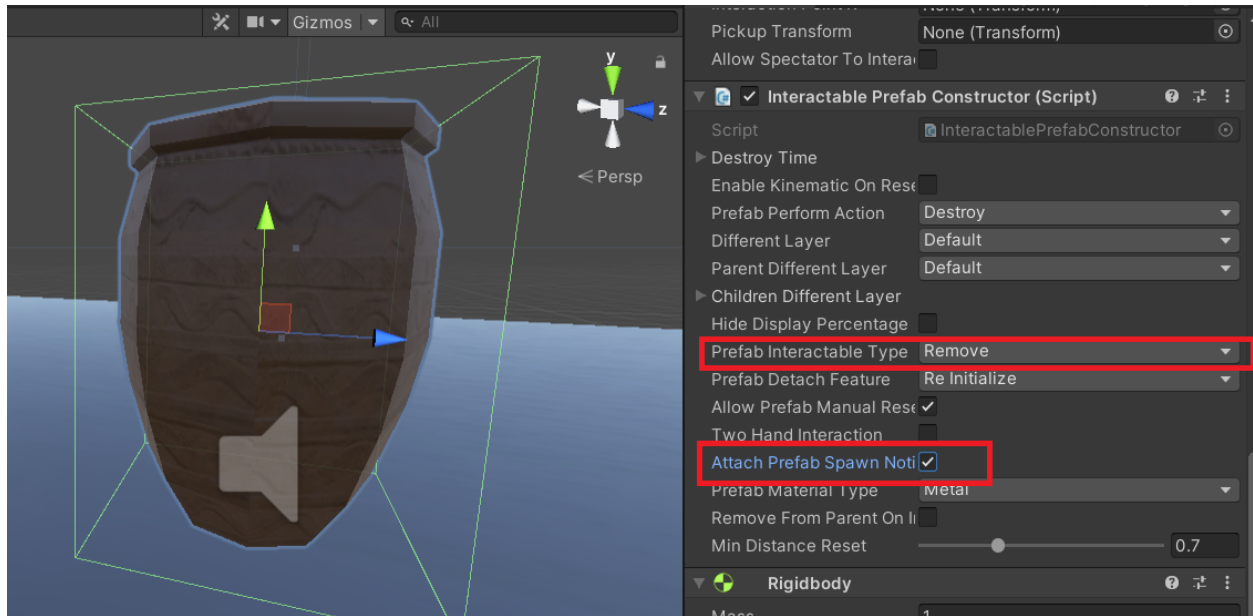 Gizmos
All
y
z
Persp
Pickup Transform
None (Transform)
Allow Spectator To Intera
Interactable Prefab Constructor (Script)
Script
InteractablePrefabConstructor
Destroy Time
Enable Kinematic On Rese
Prefab Perform Action
Destroy
Different Layer
Default
Parent Different Layer
Default
Children Different Layer
Hide Display Percentage
Prefab Interactable Type
Remove
Prefab Detach Feature
Re Initialize
Allow Prefab Manual Rese
Two Hand Interaction
Attach Prefab Spawn Noti
Prefab Material Type
Metal
Remove From Parent On I
Min Distance Reset
0.7
Rigidbody
Mass
1